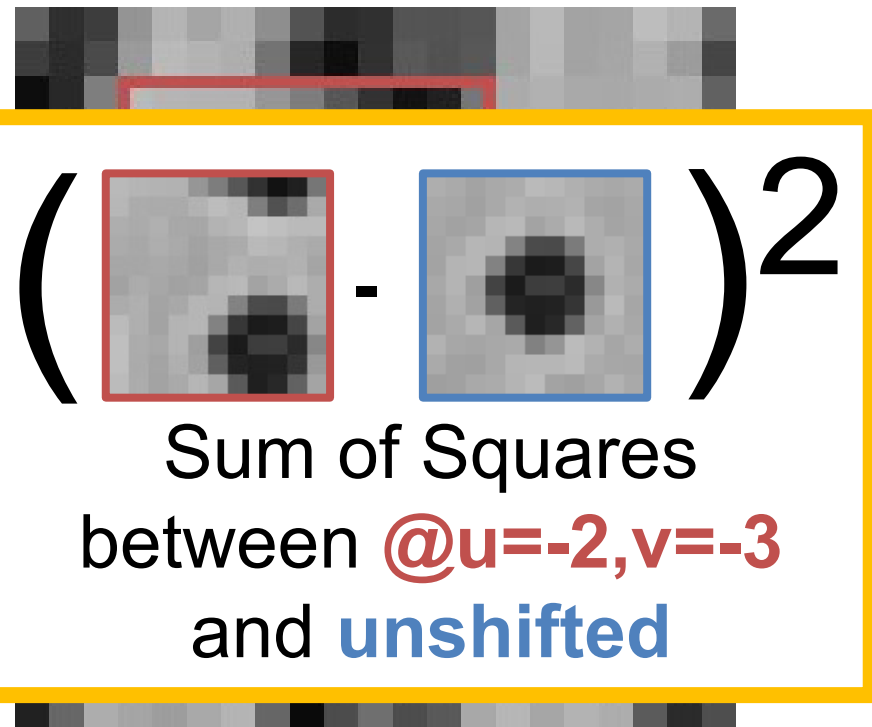 ( - )2
Sum of Squares
between @u=-2,v=-3
and unshifted